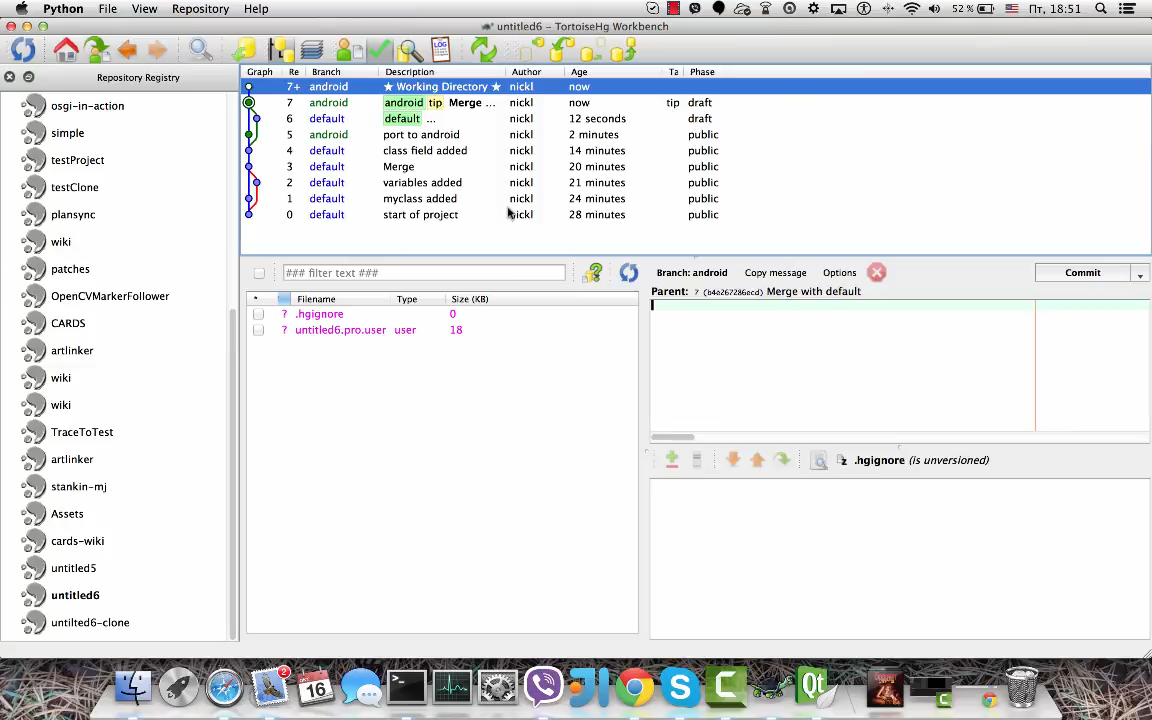 Python File View Repository Help 52 % Пт, 18:51
untitled6 – TortoiseHg Workbench
LOG
Repository Registry
osgi-in-action
simple
testProject
testClone
plansync
wiki
patches
OpenCVMarkerFollower
CARDS
artlinker
wiki
wiki
TraceToTest
artlinker
stankin-mj
Assets
cards-wiki
untitled5
untitled6
untilted6-clone
Graph Re Branch Description Author Age Ta Phase
7+ android ★ Working Directory ★ nickl now
7 android android tip Merge ... nickl now tip draft
6 default default ... nickl 12 seconds draft
5 android port to android nickl 2 minutes public
4 default class field added nickl 14 minutes public
3 default Merge nickl 20 minutes public
2 default variables added nickl 21 minutes public
1 default myclass added nickl 24 minutes public
0 default start of project nickl 28 minutes public
### filter text ###
* Filename Type Size (KB)
? .hgignore 0
? untitled6.pro.user user 18
Branch: android Copy message Options Commit
Parent: 7 (b4e267286ecd) Merge with default
.hgignore (is unversioned)
2
16
Qt